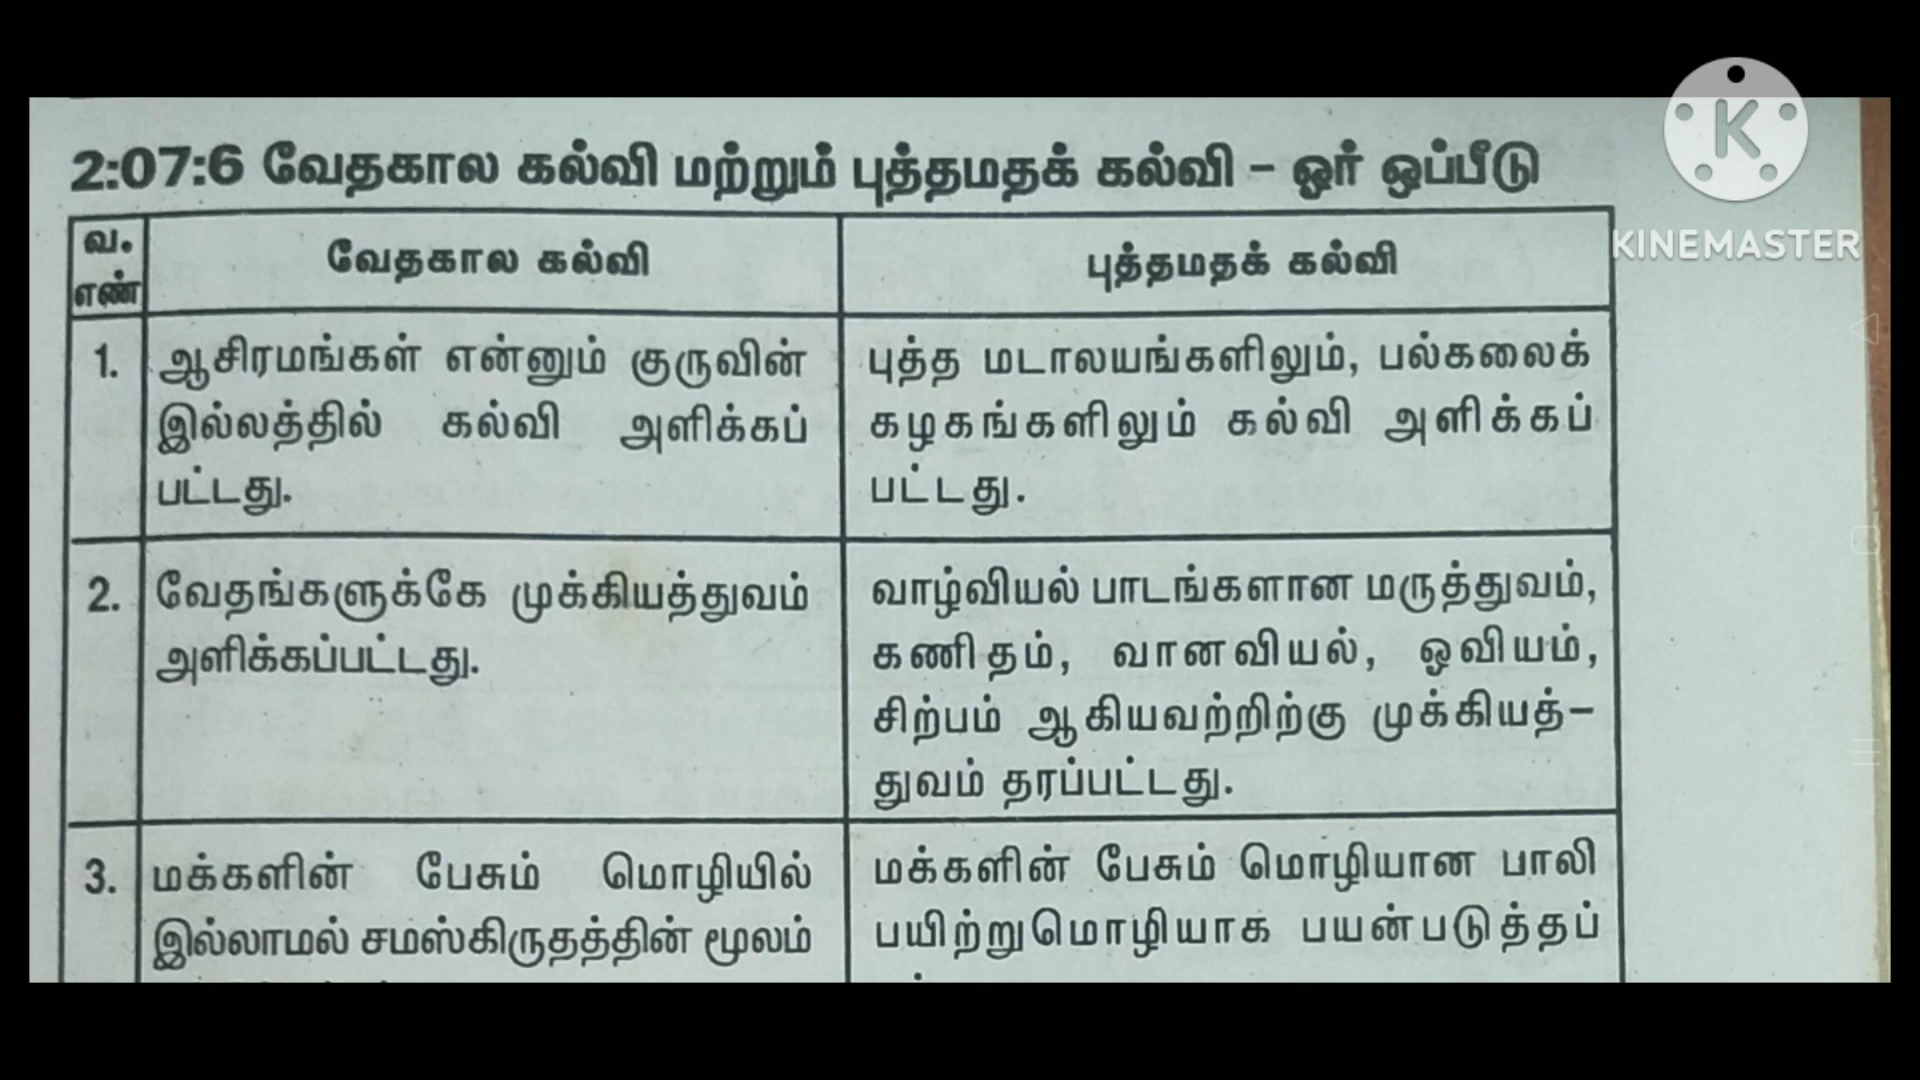 2:07:6 வேதகால கல்வி மற்றும் புத்தமதக் கல்வி – ஓர் ஒப்பீடு
வ. எண்
வேதகால கல்வி
புத்தமதக் கல்வி
1.
ஆசிரமங்கள் என்னும் குருவின்
இல்லத்தில் கல்வி அளிக்கப்
பட்டது.
புத்த மடாலயங்களிலும், பல்கலைக்
கழகங்களிலும் கல்வி அளிக்கப்
பட்டது.
2.
வேதங்களுக்கே முக்கியத்துவம்
அளிக்கப்பட்டது.
வாழ்வியல் பாடங்களான மருத்துவம்,
கணிதம், வானவியல், ஓவியம்,
சிற்பம் ஆகியவற்றிற்கு முக்கியத்–
துவம் தரப்பட்டது.
3.
மக்களின் பேசும் மொழியில்
இல்லாமல் சமஸ்கிருதத்தின் மூலம்
மக்களின் பேசும் மொழியான பாலி
பயிற்றுமொழியாக பயன்படுத்தப்
K
KINEMASTER